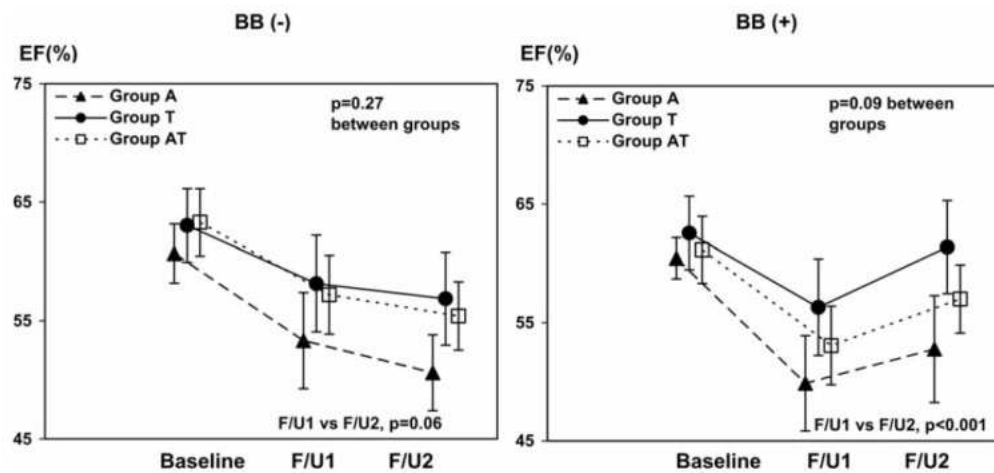 BB (-)
EF(%)
75
Group A
Group T
Group AT
p=0.27
between groups
65
55
45
F/U1 vs F/U2, p=0.06
Baseline F/U1 F/U2
BB (+)
EF(%)
75
Group A
Group T
Group AT
p=0.09 between
groups
65
55
45
F/U1 vs F/U2, p<0.001
Baseline F/U1 F/U2